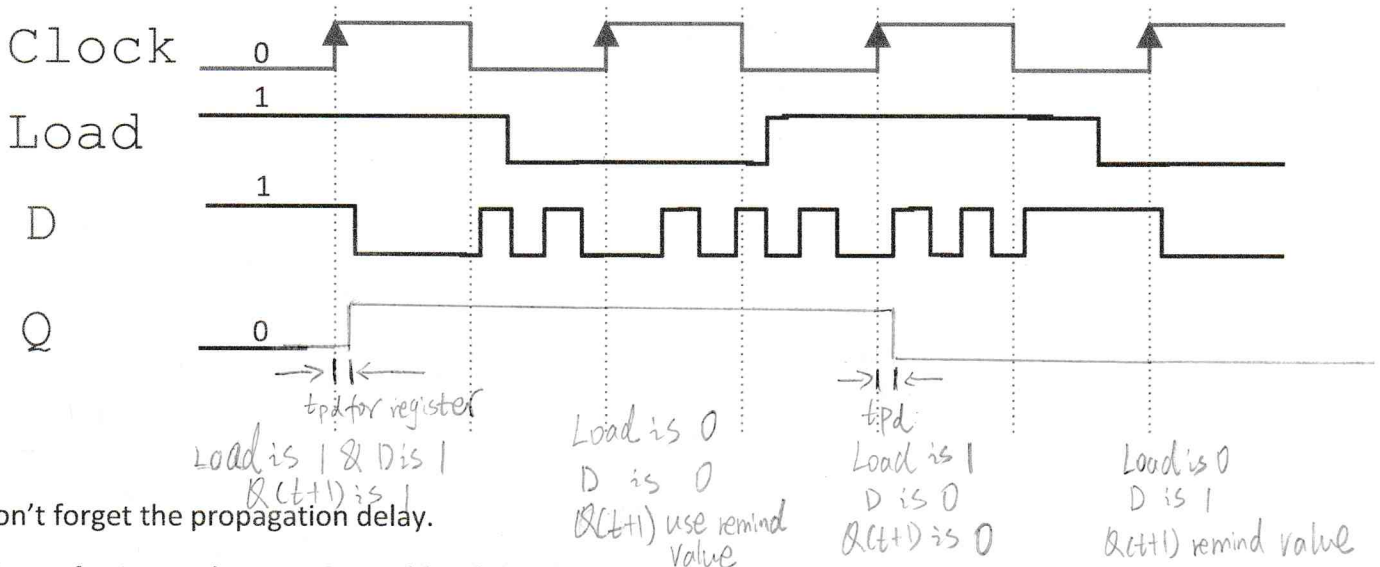 Clock 0
1
Load
1
D
Q 0
tpd for register
tpd
Load is 1 & D is 1
Q(t+1) is 1
Load is 0
D is 0
Q(t+1) use remind
value
Load is 1
D is 0
Q(t+1) is 0
Load is 0
D is 1
Q(t+1) remind value
on't forget the propagation delay.